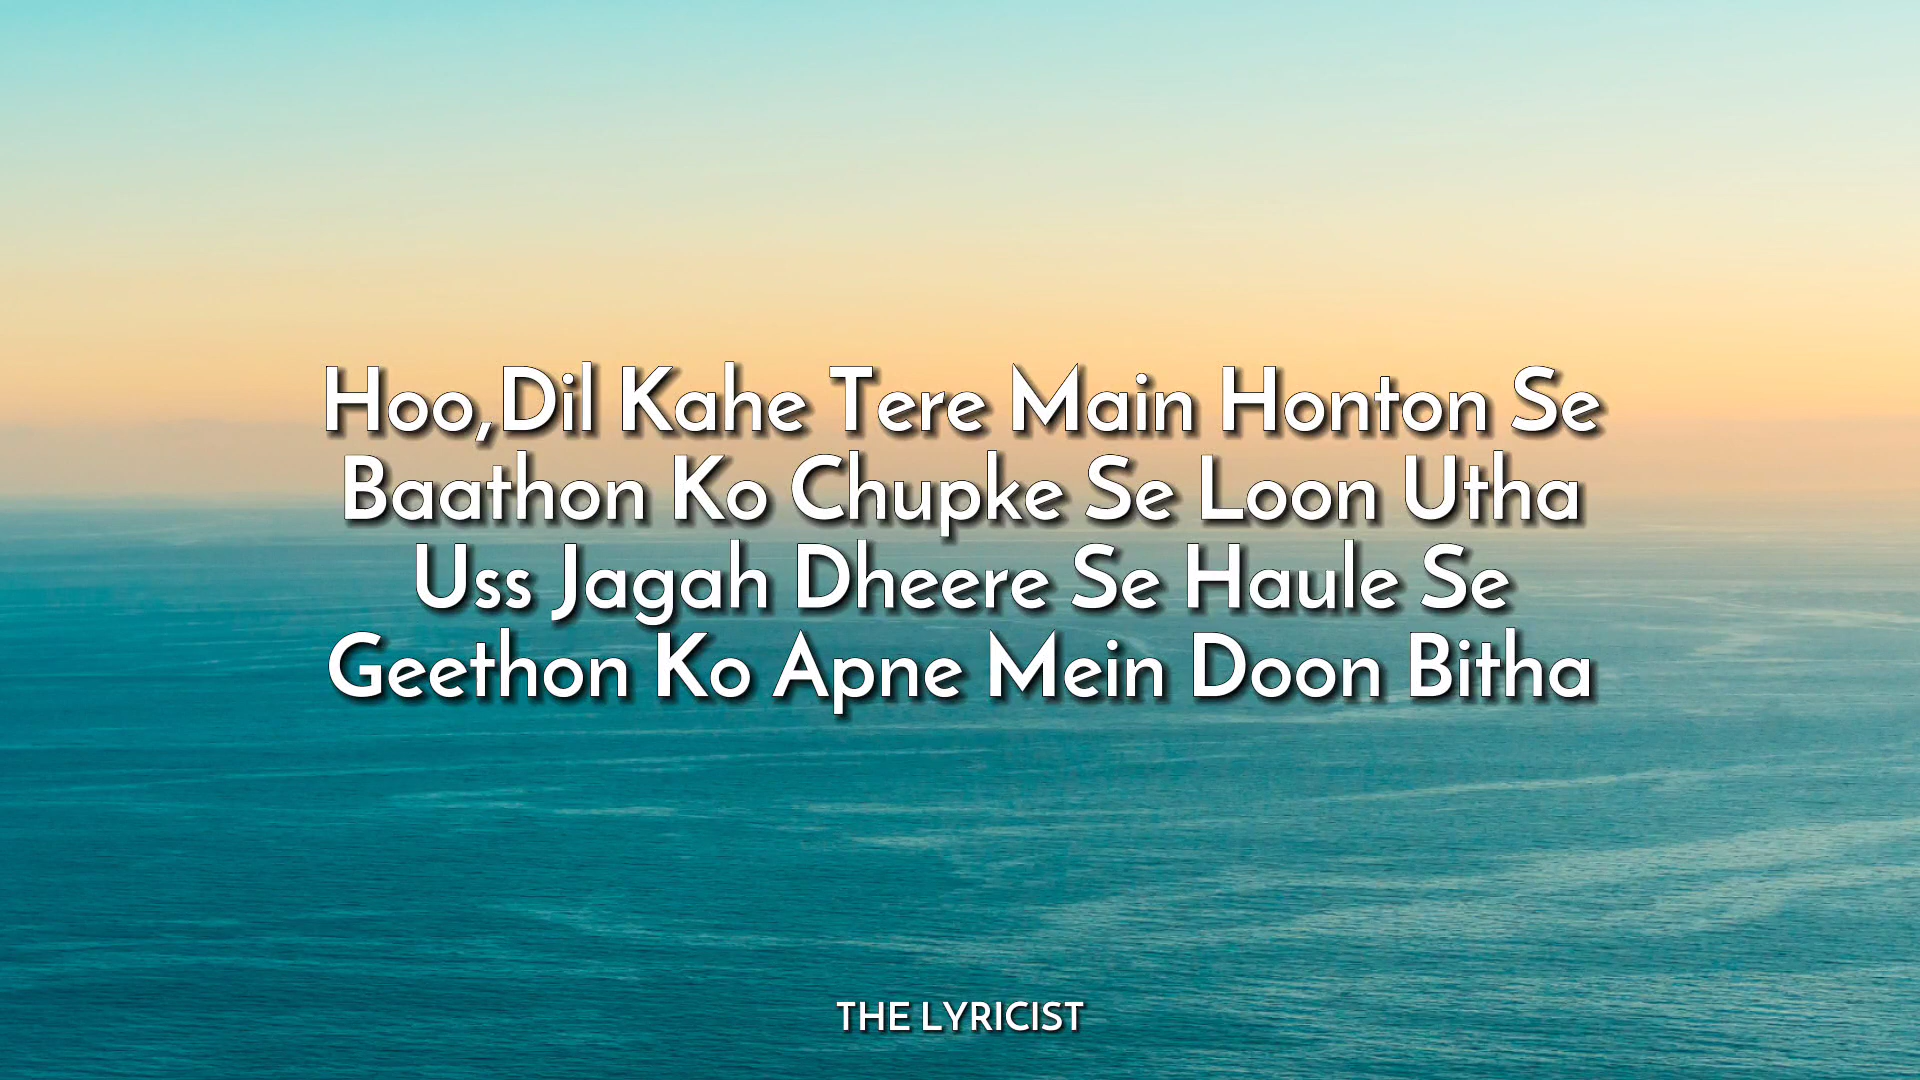 Hoo,Dil Kahe Tere Main Honton Se
Baathon Ko Chupke Se Loon Utha
Uss Jagah Dheere Se Haule Se
Geethon Ko Apne Mein Doon Bitha
THE LYRICIST